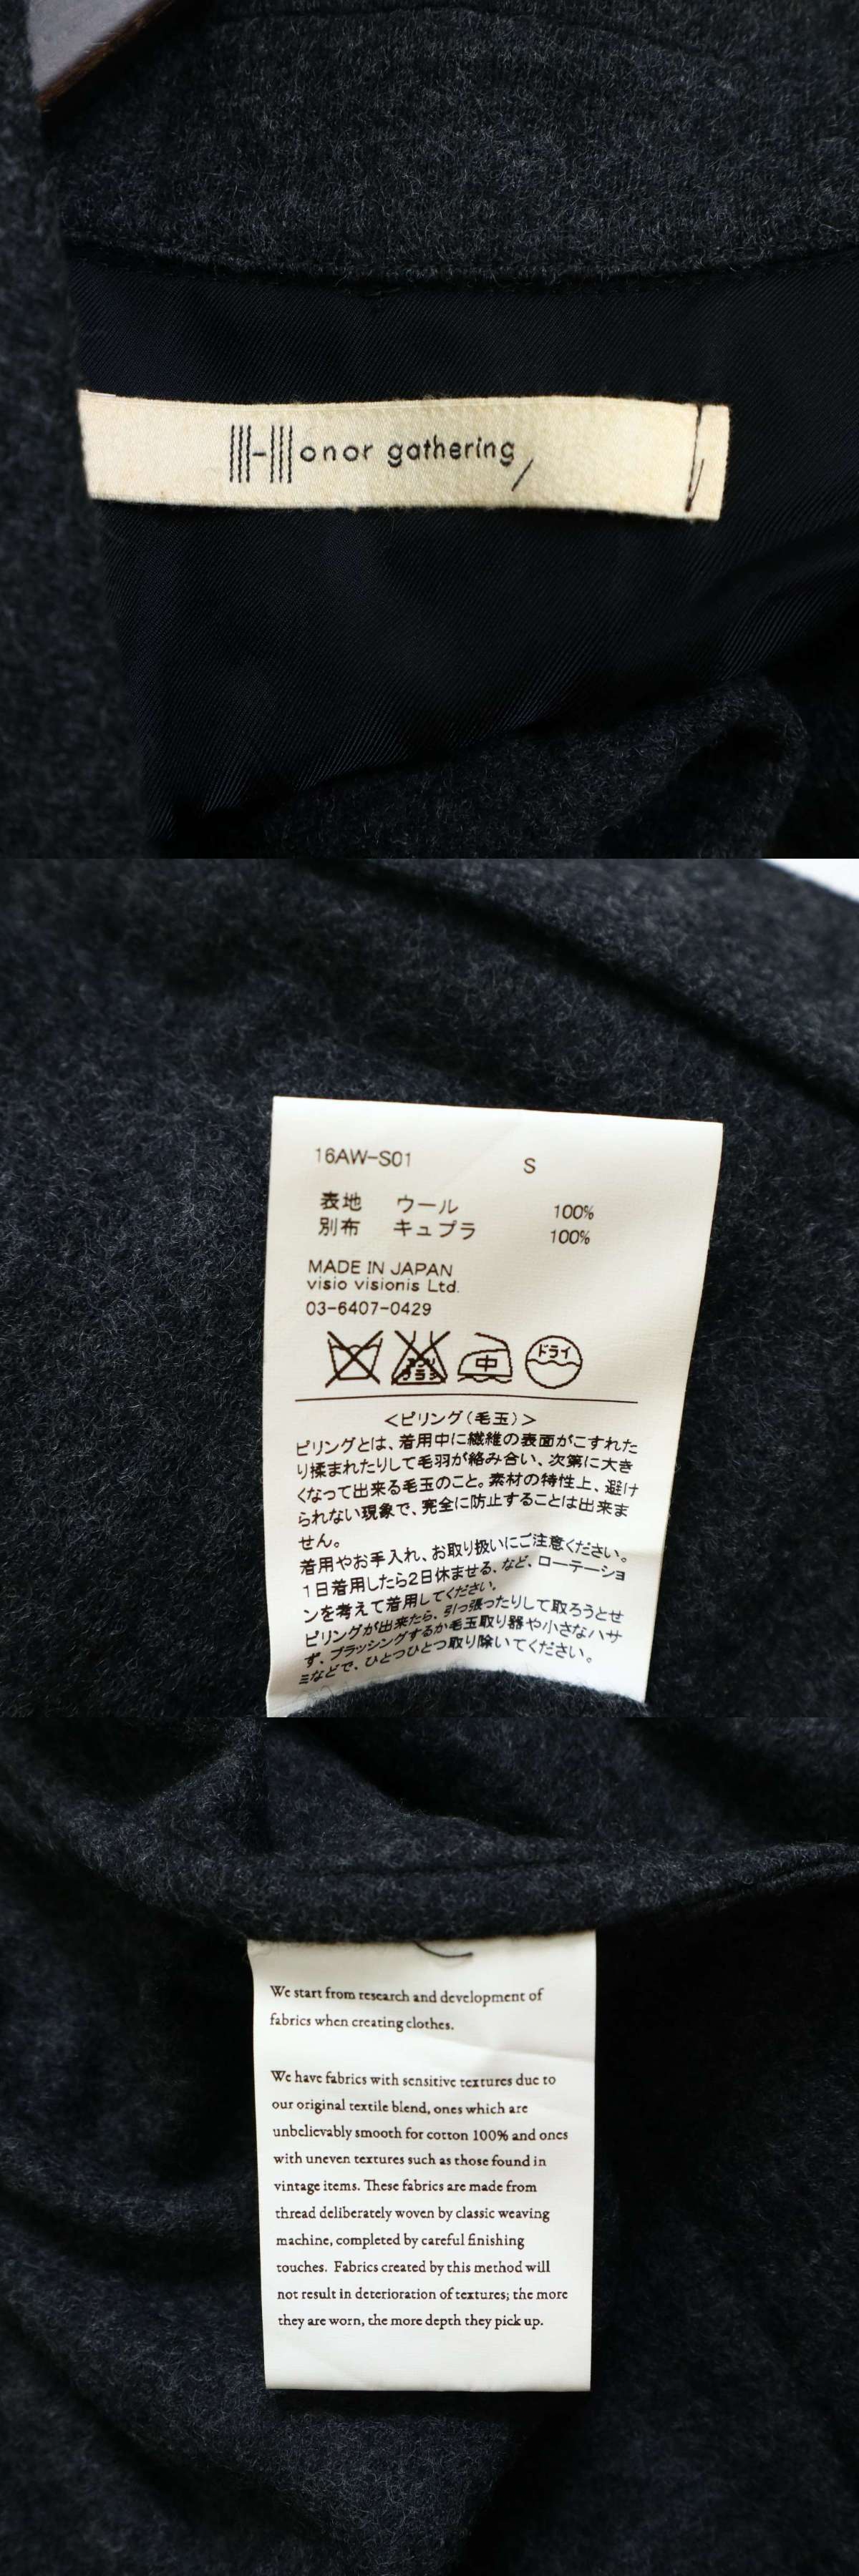 Honor gathering/
16AW-S01 S
表地 ウール 100%
別布 キュプラ 100%
MADE IN JAPAN
visio visionis Ltd.
03-6407-0429
中 ドライ
＜ピリング（毛玉）＞
ピリングとは、着用中に繊維の表面がこすれた
り揉まれたりして毛羽が絡み合い、次第に大き
くなって出来る毛玉のこと。素材の特性上、避け
られない現象で、完全に防止することは出来ま
せん。
着用やお手入れ、お取り扱いにご注意ください。
1日着用したら2日休ませる、など、ローテーショ
ンを考えて着用してください。
ピリングが出来たら、引っ張ったりして取ろうとせ
ず、ブラッシングするか毛玉取り器や小さなハサ
ミなどで、ひとつひとつ取り除いてください。
We start from research and development of
fabrics when creating clothes.
We have fabrics with sensitive textures due to
our original textile blend, ones which are
unbelievably smooth for cotton 100% and ones
with uneven textures such as those found in
vintage items. These fabrics are made from
thread deliberately woven by classic weaving
machine, completed by careful finishing
touches. Fabrics created by this method will
not result in deterioration of textures; the more
they are worn, the more depth they pick up.